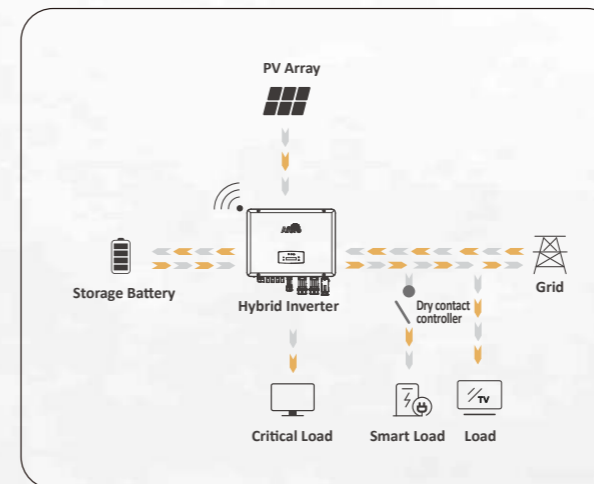 PV Array
Storage Battery
Hybrid Inverter
Grid
Dry contact
controller
TV
Critical Load
Smart Load
Load